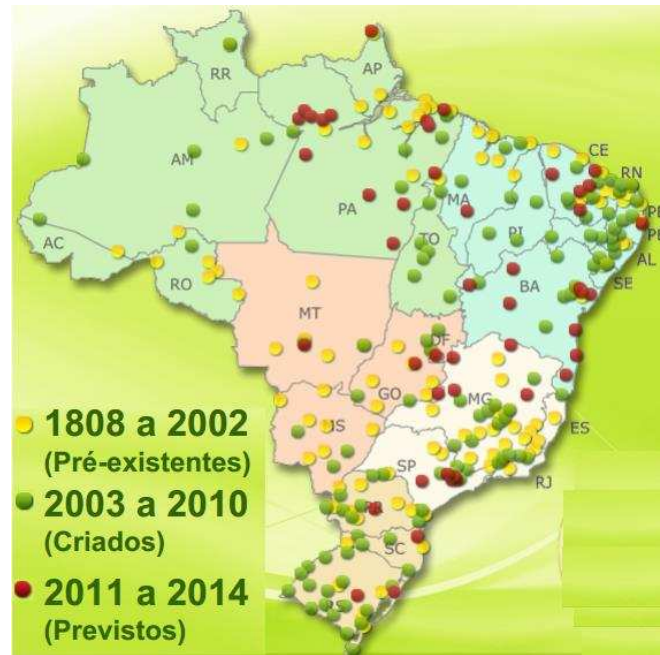 RR
AP
AM
PA
MA
CE
RN
PI
AL
SE
AC
RO
TO
BA
MT
DF
GO
MG
MS
ES
SP
RJ
SC
1808 a 2002
(Pré-existentes)
2003 a 2010
(Criados)
2011 a 2014
(Previstos)